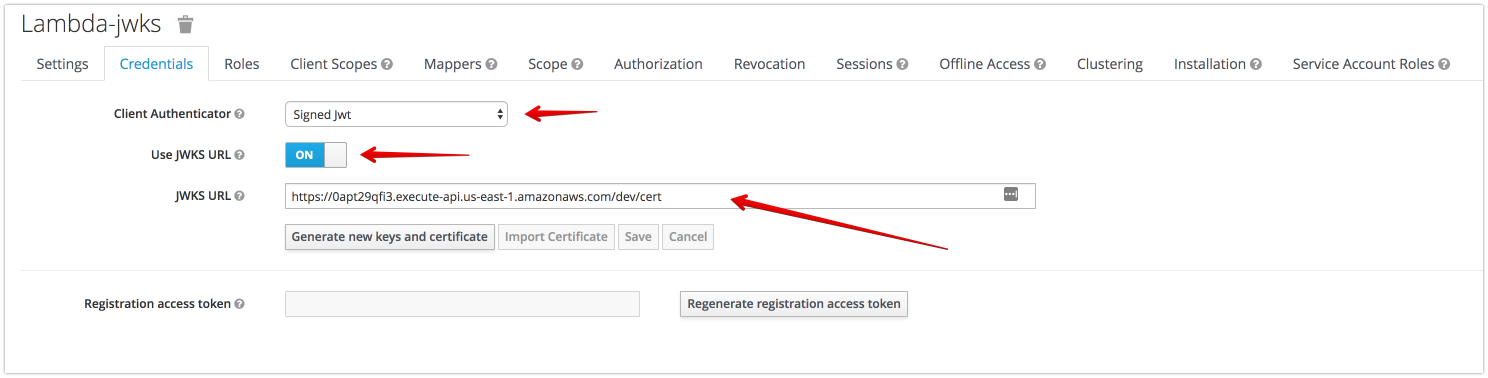 Lambda-jwks
Settings Credentials Roles Client Scopes Mappers Scope Authorization Revocation Sessions Offline Access Clustering Installation Service Account Roles
Client Authenticator Signed Jwt
Use JWKS URL ON
JWKS URL https://0apt29qfi3.execute-api.us-east-1.amazonaws.com/dev/cert
Generate new keys and certificate Import Certificate Save Cancel
Registration access token Regenerate registration access token